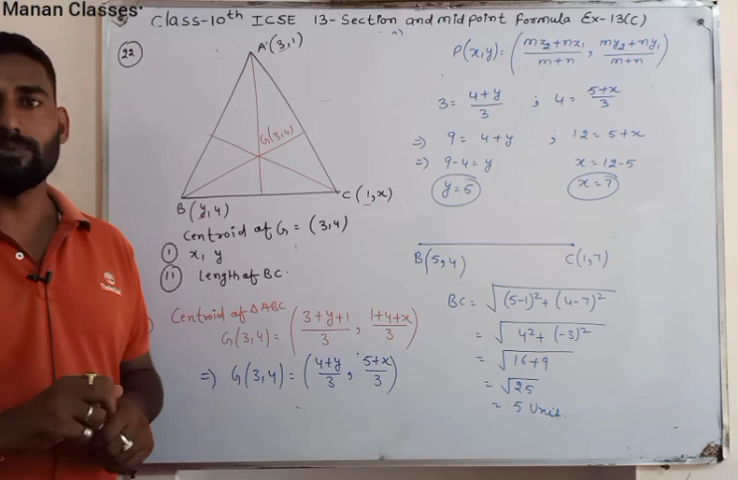 Manan Classes
Class-10th ICSE 13-Section and mid point formula Ex-13(C)
22
A(3,1)
G(3,4)
B(y,4)
C(1,x)
Centroid of G = (3,4)
(i) x, y
(ii) length of BC.
Centroid of △ABC
G(3,4) = (3+y+1/3, 1+4+x/3)
⇒ G(3,4) = (4+y/3, 5+x/3)
P(x,y) = (mx₂+nx₁/m+n, my₂+ny₁/m+n)
3 = 4+y/3 ; 4 = 5+x/3
⇒ 9 = 4+y ; 12 = 5+x
⇒ 9-4 = y x = 12-5
y = 5 x = 7
B(5,4) C(1,7)
BC = √(5-1)²+(4-7)²
= √4²+(-3)²
= √16+9
= √25
= 5 Unit.